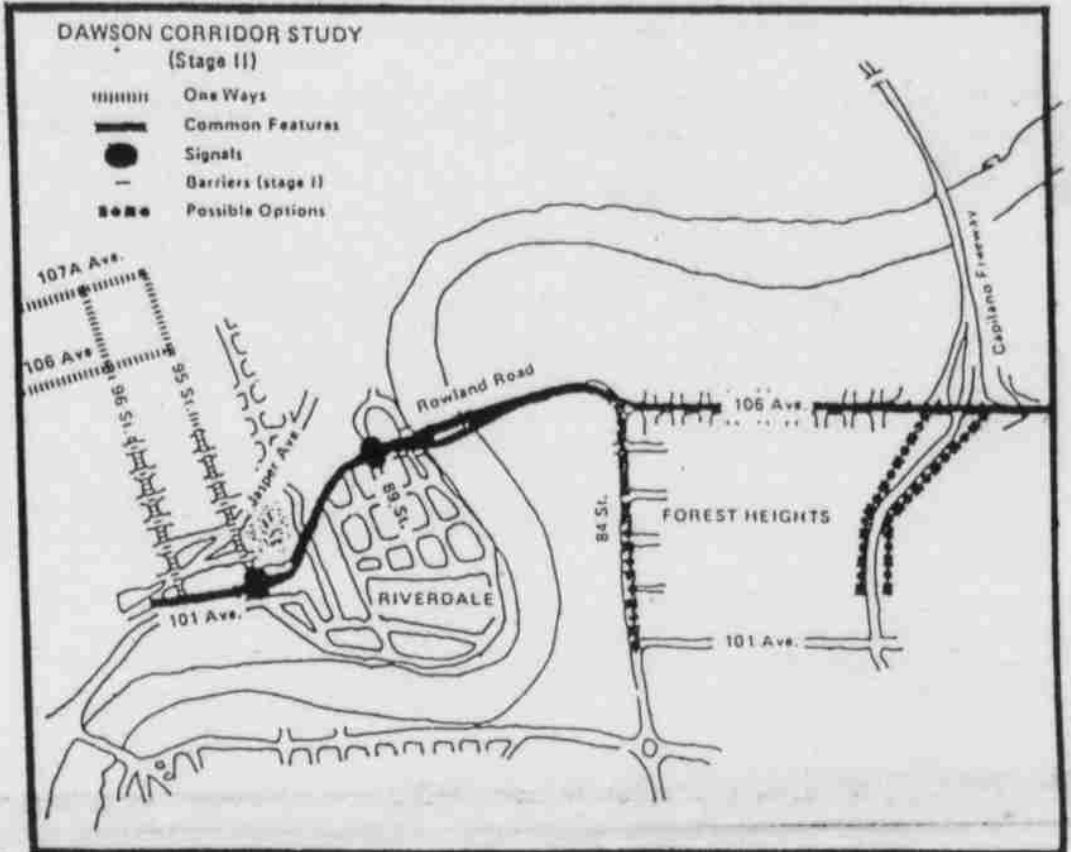 DAWSON CORRIDOR STUDY
(Stage II)
One Ways
Common Features
Signals
Barriers (stage I)
Possible Options
107A Ave.
106 Ave
96 St.
95 St.
Jasper Ave
Rowland Road
89 St.
RIVERDALE
101 Ave.
106 Ave.
84 St.
FOREST HEIGHTS
101 Ave.
Capilano Freeway